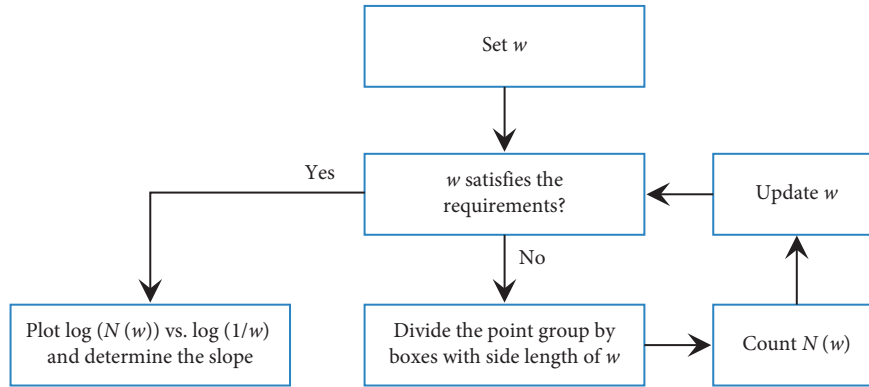 Set w
Yes
w satisfies the
requirements?
Update w
No
Plot log (N (w)) vs. log (1/w)
and determine the slope
Divide the point group by
boxes with side length of w
Count N (w)